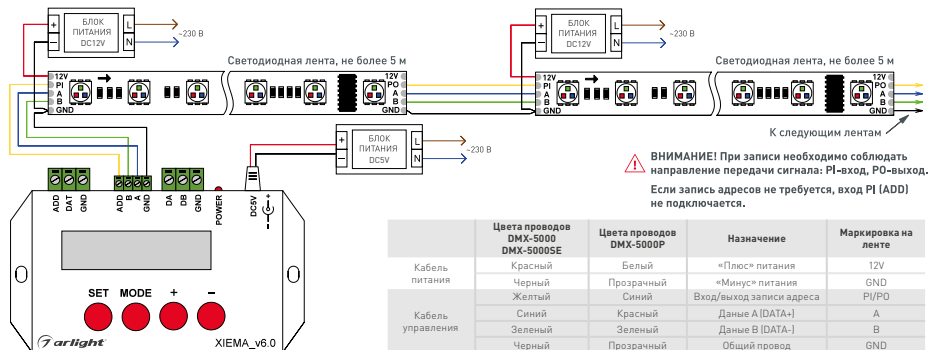 БЛОК
ПИТАНИЯ
DC12V
+
–
L
N
~230 В
БЛОК
ПИТАНИЯ
DC12V
+
–
L
N
~230 В
Светодиодная лента, не более 5 м
Светодиодная лента, не более 5 м
12V
PI
A
B
GND
12V
PO
A
B
GND
12V
PI
A
B
GND
12V
PO
A
B
GND
К следующим лентам
БЛОК
ПИТАНИЯ
DC5V
+
–
L
N
~230 В
ВНИМАНИЕ! При записи необходимо соблюдать
направление передачи сигнала: PI-вход, PO-выход.
Если запись адресов не требуется, вход PI (ADD)
не подключается.
ADD
DAT
GND
ADD
B
A
GND
DA
DB
GND
POWER
DC5V
– +
SET MODE + –
arlight
XIEMA_v6.0
Цвета проводов DMX-5000 DMX-5000SE Цвета проводов DMX-5000P Назначение Маркировка на ленте
Кабель питания Красный Белый «Плюс» питания 12V
Черный Прозрачный «Минус» питания GND
Кабель управления Желтый Синий Вход/выход записи адреса PI/PO
Синий Красный Даные А (DATA+) A
Зеленый Зеленый Даные В (DATA-) B
Черный Прозрачный Общий провод GND